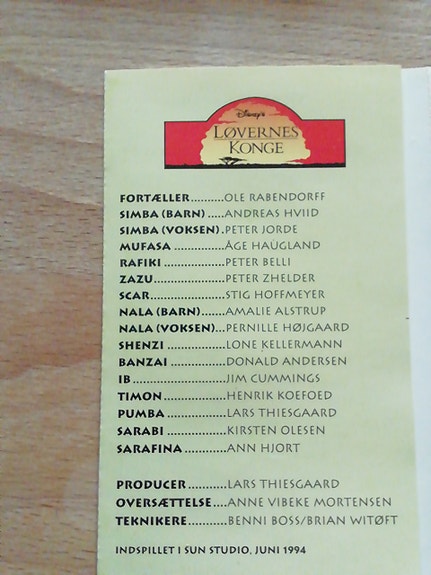 Disney's
LØVERNES
KONGE
FORTÆLLER..........OLE RABENDORFF
SIMBA (BARN) .....ANDREAS HVIID
SIMBA (VOKSEN) .PETER JORDE
MUFASA ...............ÅGE HAUGLAND
RAFIKI ..................PETER BELLI
ZAZU.....................PETER ZHELDER
SCAR......................STIG HOFFMEYER
NALA (BARN).......AMALIE ALSTRUP
NALA (VOKSEN)...PERNILLE HØJGAARD
SHENZI .................LONE KELLERMANN
BANZAI ................DONALD ANDERSEN
IB...........................JIM CUMMINGS
TIMON..................HENRIK KOEFOED
PUMBA .................LARS THIESGAARD
SARABI ..................KIRSTEN OLESEN
SARAFINA .............ANN HJORT
PRODUCER ...........LARS THIESGAARD
OVERSÆTTELSE ....ANNE VIBEKE MORTENSEN
TEKNIKERE...........BENNI BOSS/BRIAN WITØFT
INDSPILLET I SUN STUDIO, JUNI 1994